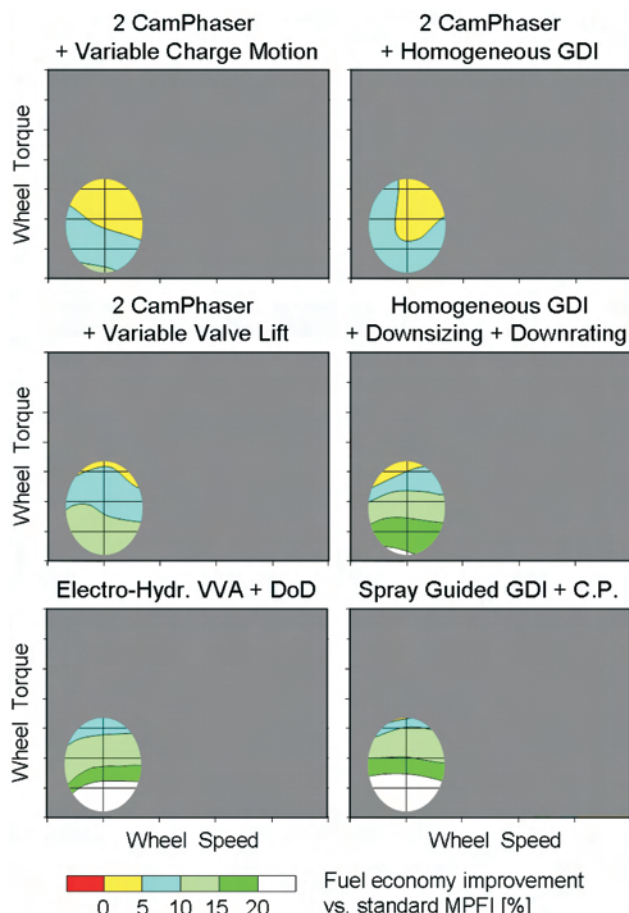 2 CamPhaser
+ Variable Charge Motion
2 CamPhaser
+ Homogeneous GDI
Wheel Torque
2 CamPhaser
+ Variable Valve Lift
Homogeneous GDI
+ Downsizing + Downrating
Wheel Torque
Electro-Hydr. VVA + DoD
Spray Guided GDI + C.P.
Wheel Torque
Wheel Speed
Wheel Speed
0 5 10 15 20
Fuel economy improvement
vs. standard MPFI [%]